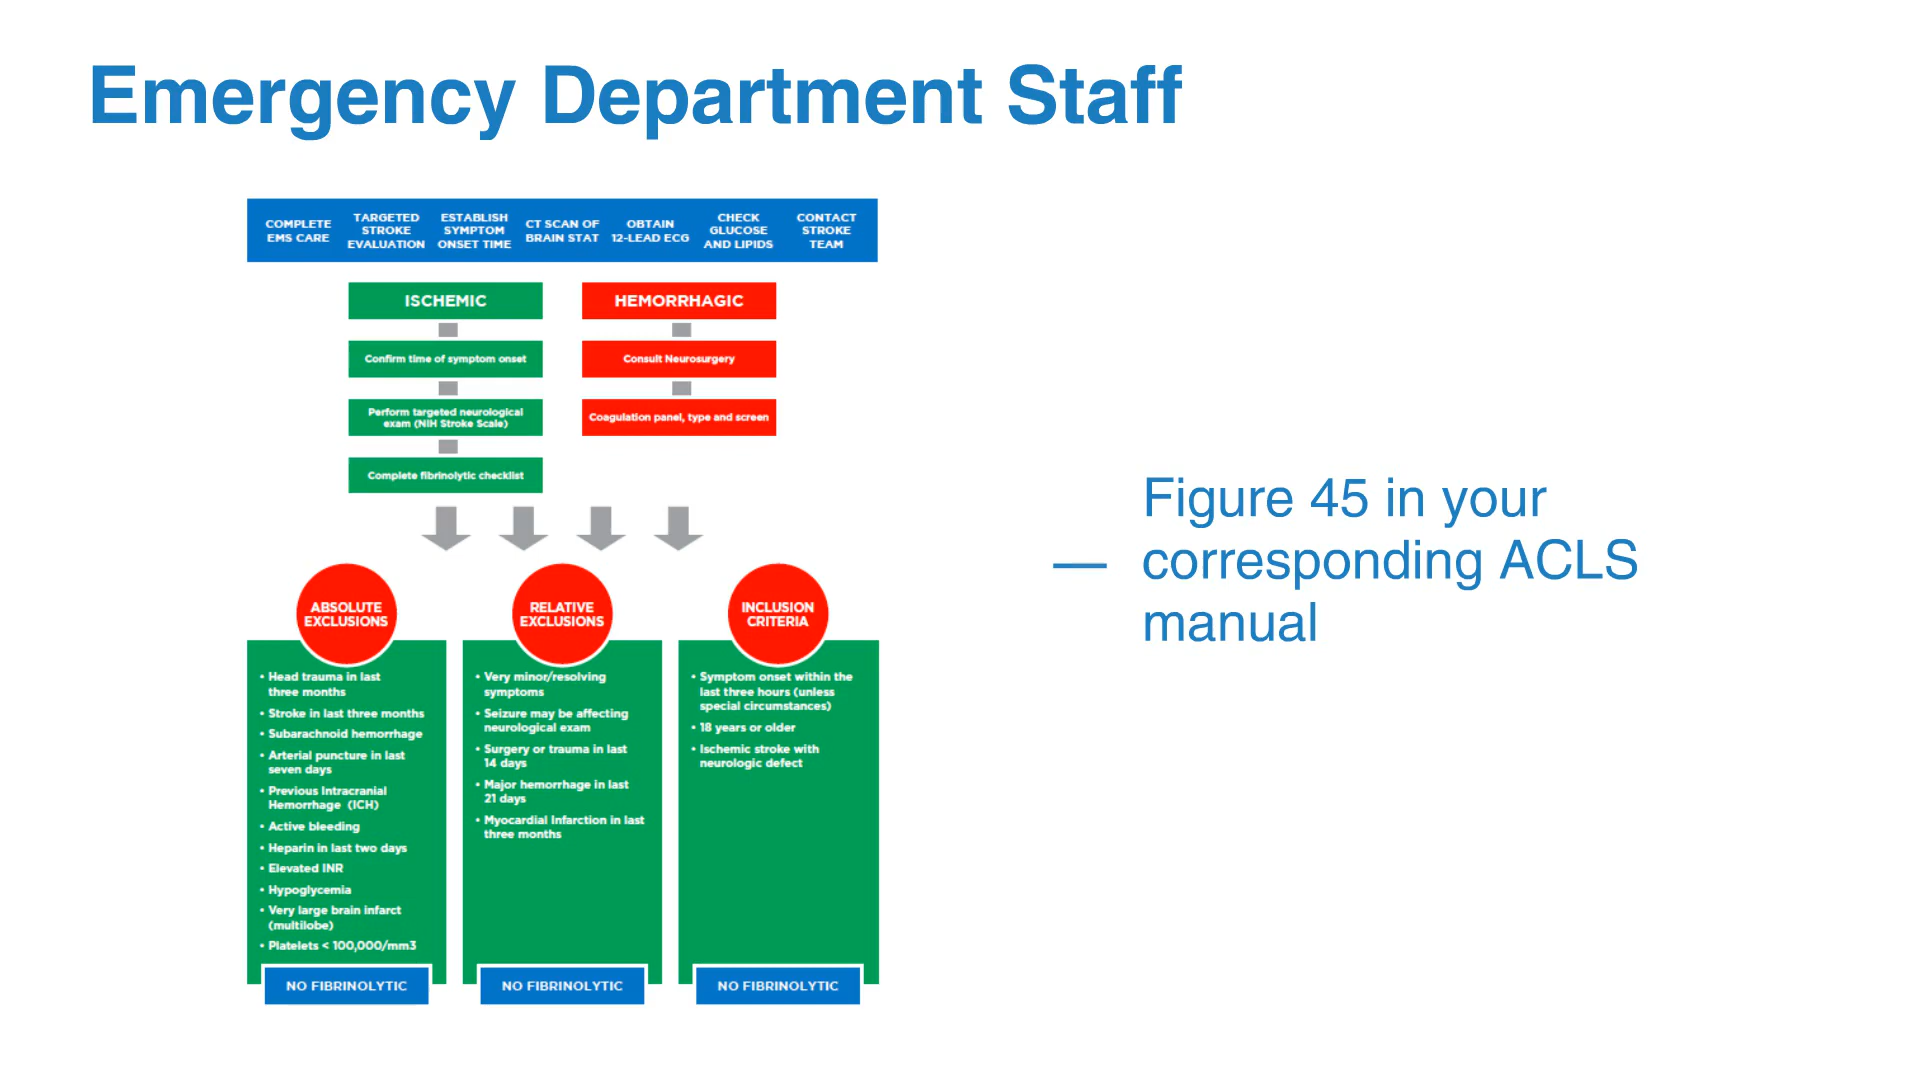 Emergency Department Staff
COMPLETE
EMS CARE
TARGETED
STROKE
EVALUATION
ESTABLISH
SYMPTOM
ONSET TIME
CT SCAN OF
BRAIN STAT
OBTAIN
12-LEAD ECG
CHECK
GLUCOSE
AND LIPIDS
CONTACT
STROKE
TEAM
ISCHEMIC
Confirm time of symptom onset
Perform targeted neurological
exam (NIH Stroke Scale)
Complete fibrinolytic checklist
HEMORRHAGIC
Consult Neurosurgery
Coagulation panel, type and screen
ABSOLUTE
EXCLUSIONS
• Head trauma in last
three months
• Stroke in last three months
• Subarachnoid hemorrhage
• Arterial puncture in last
seven days
• Previous Intracranial
Hemorrhage (ICH)
• Active bleeding
• Heparin in last two days
• Elevated INR
• Hypoglycemia
• Very large brain infarct
(multilobe)
• Platelets < 100,000/mm3
NO FIBRINOLYTIC
RELATIVE
EXCLUSIONS
• Very minor/resolving
symptoms
• Seizure may be affecting
neurological exam
• Surgery or trauma in last
14 days
• Major hemorrhage in last
21 days
• Myocardial Infarction in last
three months
NO FIBRINOLYTIC
INCLUSION
CRITERIA
• Symptom onset within the
last three hours (unless
special circumstances)
• 18 years or older
• Ischemic stroke with
neurologic defect
NO FIBRINOLYTIC
Figure 45 in your
— corresponding ACLS
manual